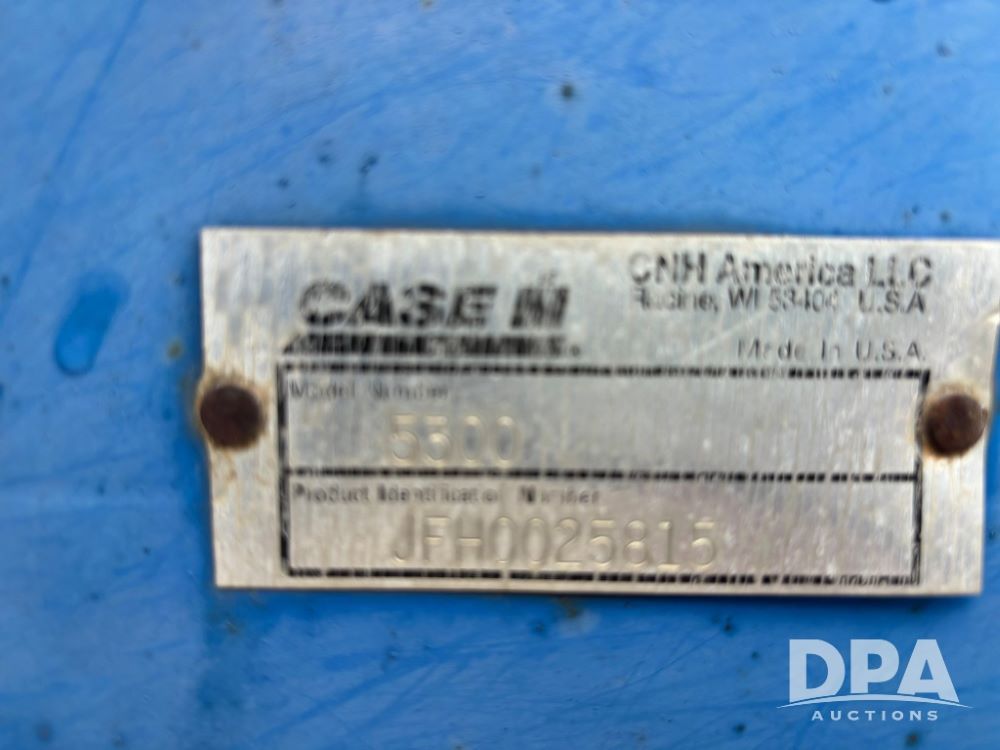 CASE IH
CNH America LLC
Racine, WI 53404 U.S.A.
Made In U.S.A.
Model Number
5500
Product Identification Number
JFH0025815
DPA
AUCTIONS